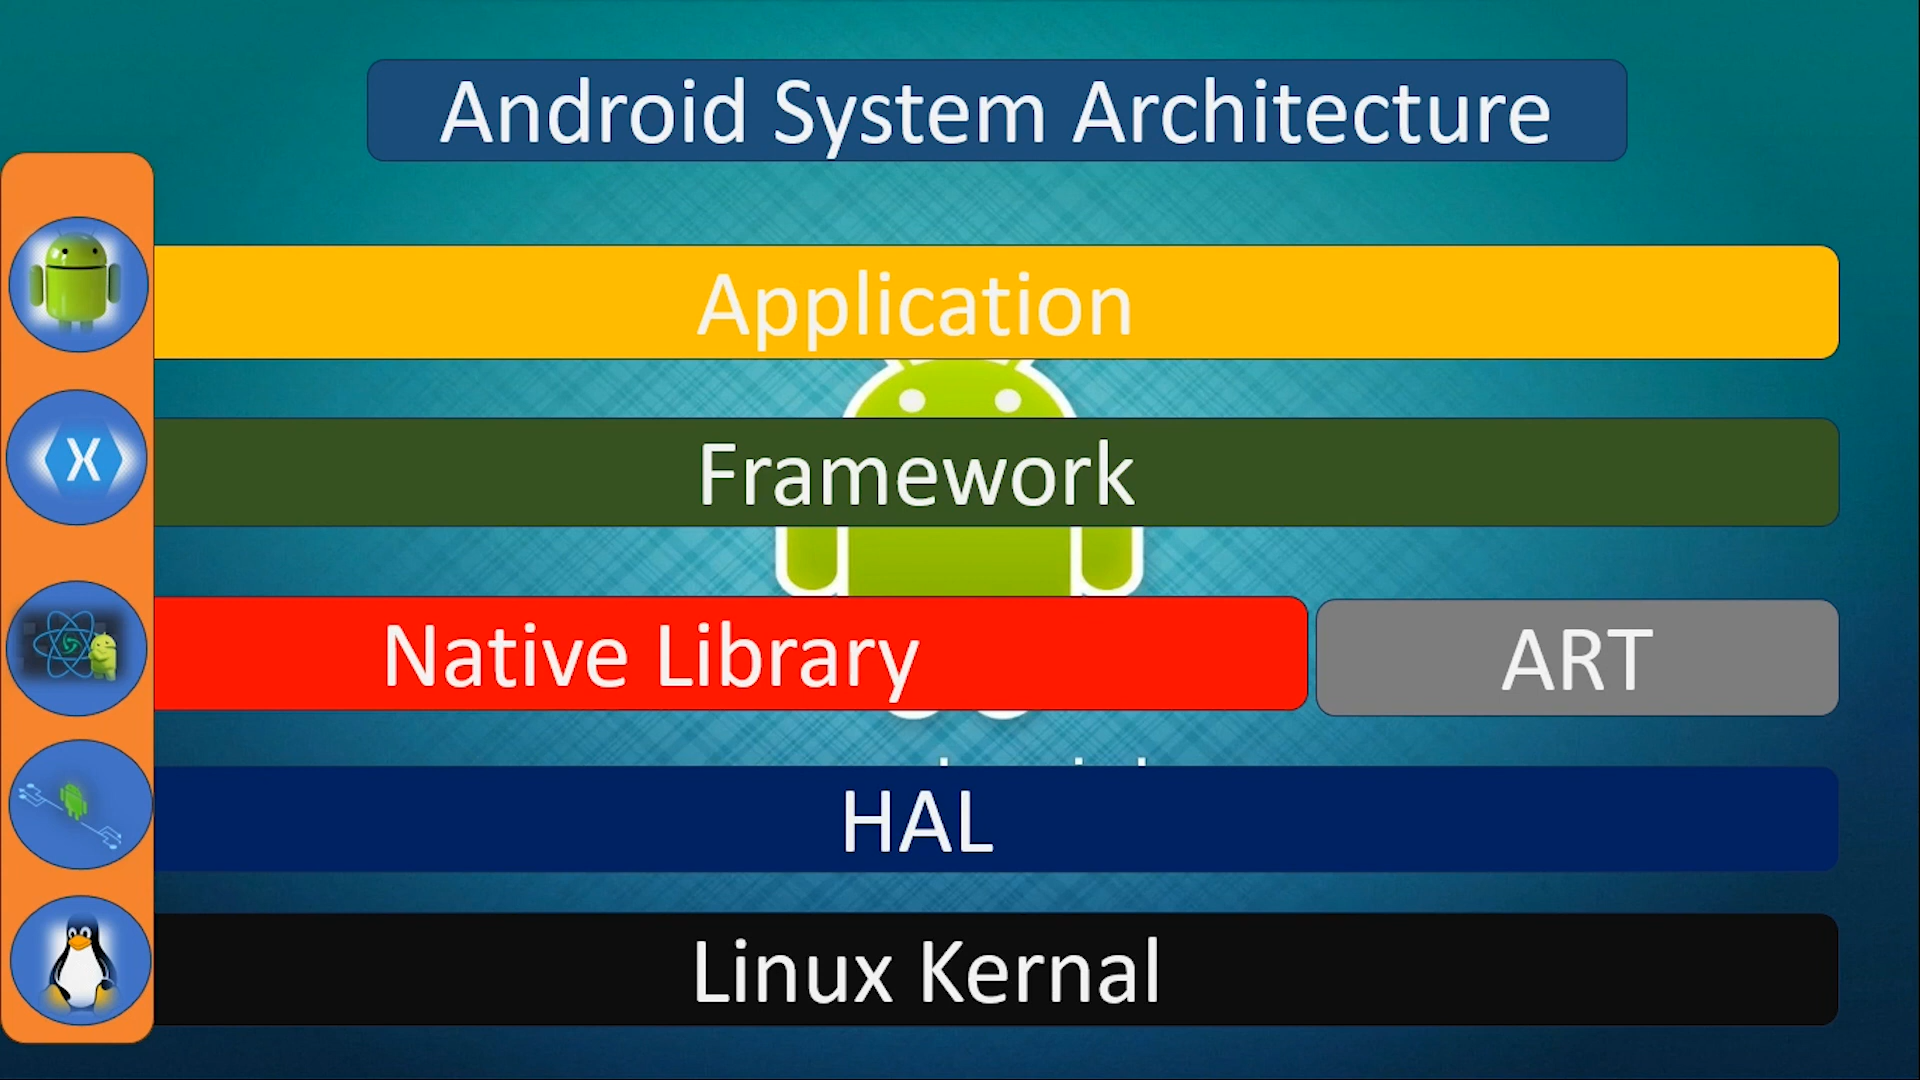 Android System Architecture
Application
X
Framework
Native Library
ART
HAL
Linux Kernal